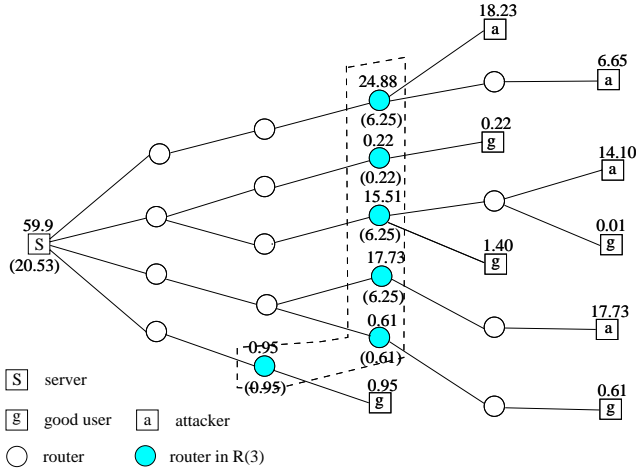 18.23
a
6.65
a
24.88
(6.25)
0.22
g
0.22
(0.22)
14.10
a
15.51
(6.25)
0.01
g
1.40
g
59.9
S
(20.53)
17.73
(6.25)
17.73
a
0.61
(0.61)
0.95
(0.95)
0.95
g
0.61
g
S server
g good user a attacker
router router in R(3)